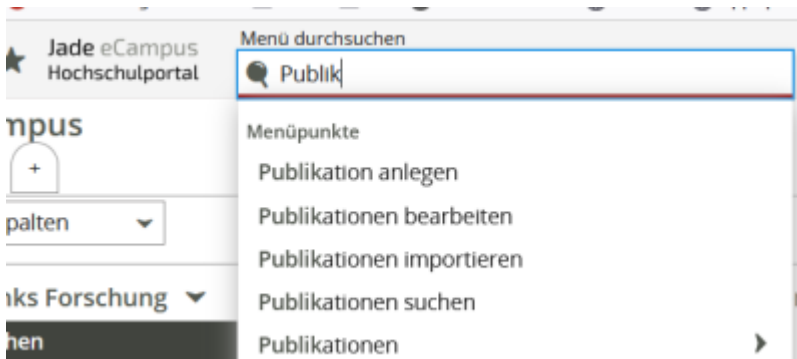 Jade eCampus
Hochschulportal
Menü durchsuchen
Publik
mpus
+
palten
nks Forschung
hen
Menüpunkte
Publikation anlegen
Publikationen bearbeiten
Publikationen importieren
Publikationen suchen
Publikationen